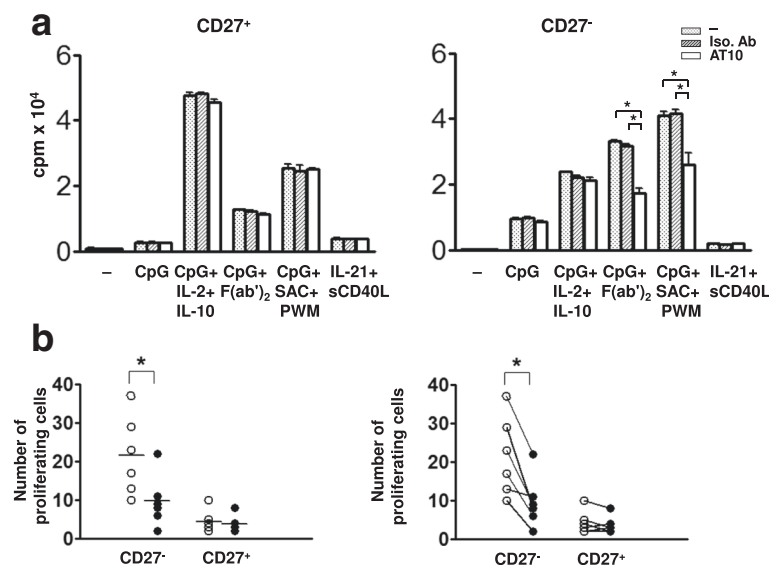 a
CD27+
CD27-
–
Iso. Ab
AT10
cpm x 10⁴
6
4
2
0
– CpG CpG+ CpG+ CpG+ IL-21+
IL-2+ F(ab')₂ SAC+ sCD40L
IL-10 PWM
6
4
2
0
* * * *
– CpG CpG+ CpG+ CpG+ IL-21+
IL-2+ F(ab')₂ SAC+ sCD40L
IL-10 PWM
b
Number of
proliferating cells
40
30
20
10
0
*
CD27- CD27+
Number of
proliferating cells
40
30
20
10
0
*
CD27- CD27+